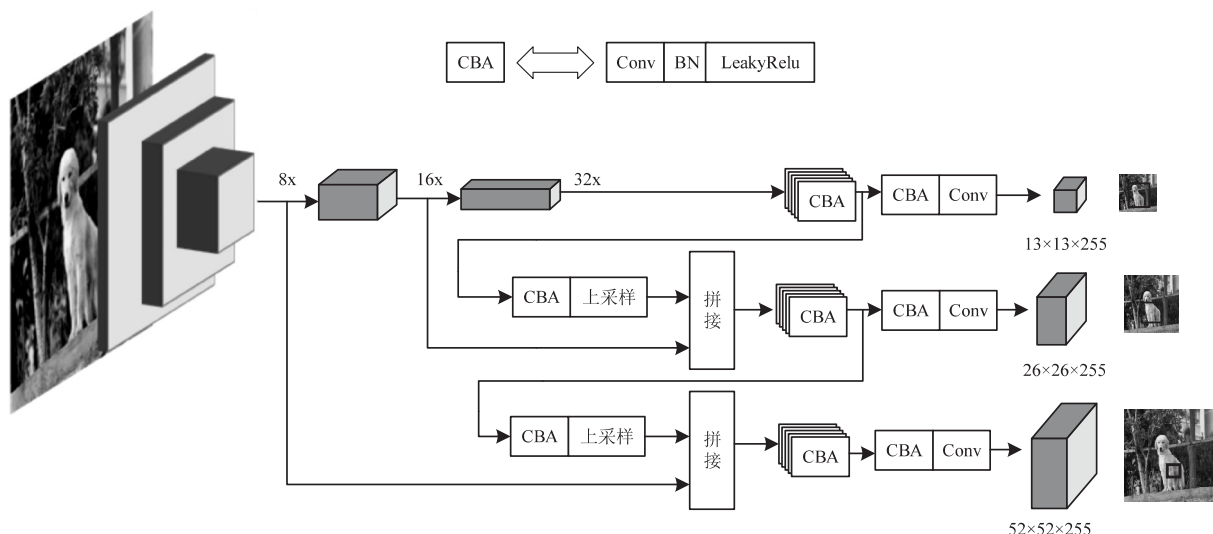 CBA
Conv BN LeakyRelu
8x
16x
32x
CBA
CBA Conv
13×13×255
CBA 上采样
拼接
CBA
CBA Conv
26×26×255
CBA 上采样
拼接
CBA
CBA Conv
52×52×255